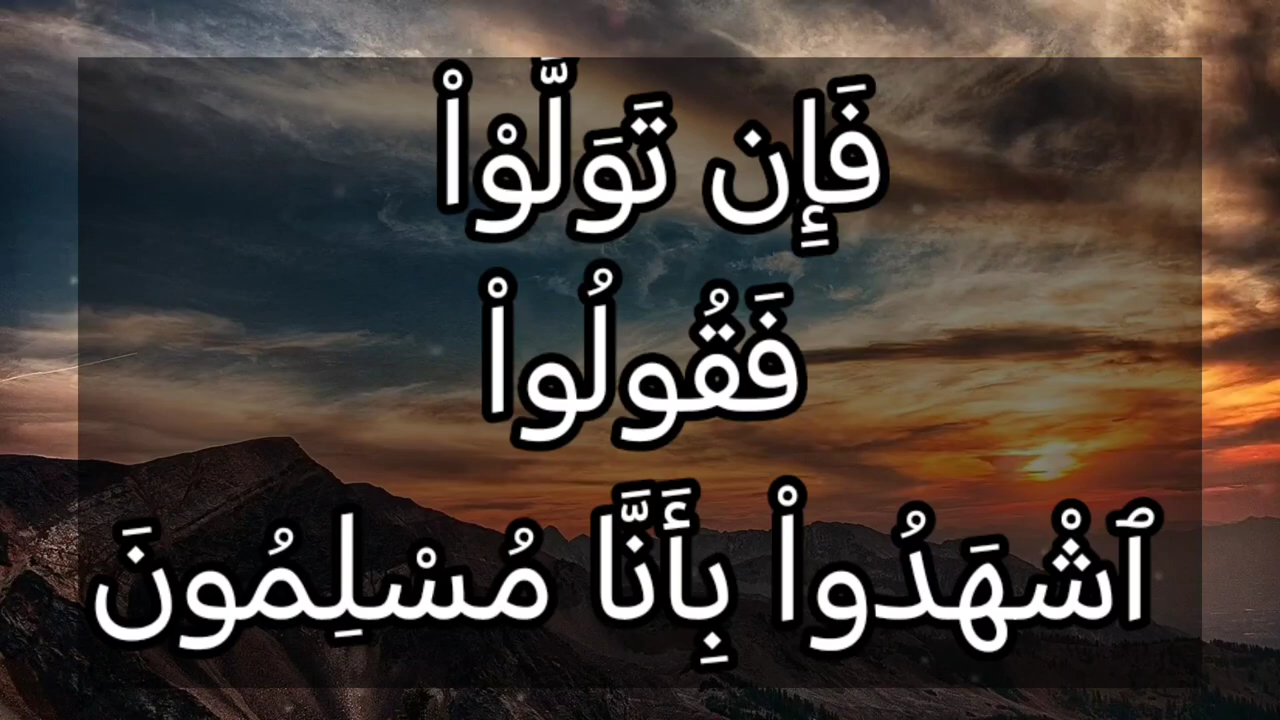 فَإِن تَوَلَّوْا۟
فَقُولُوا۟
ٱشْهَدُوا۟ بِأَنَّا مُسْلِمُونَ